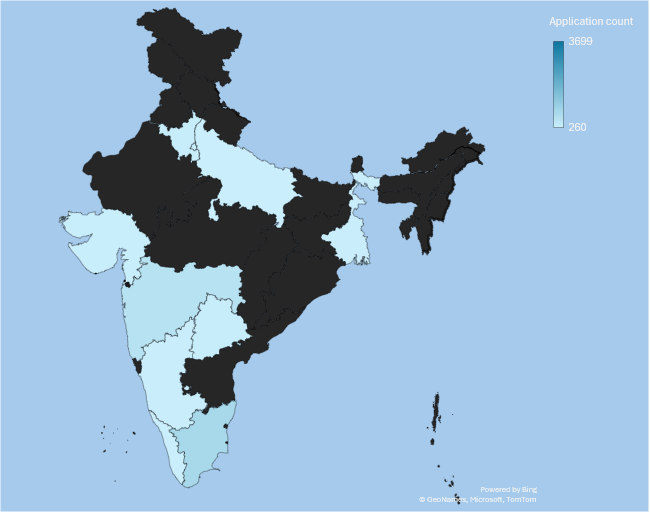 Application count
3699
260
Powered by Bing
© GeoNames, Microsoft, TomTom